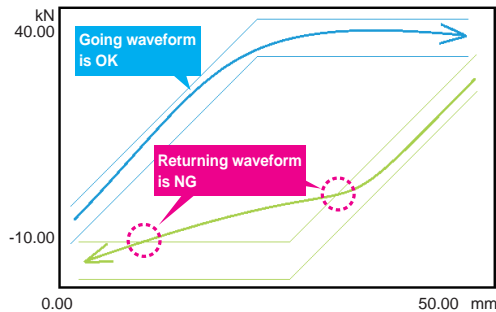 kN
40.00
Going waveform
is OK
Returning waveform
is NG
-10.00
0.00
50.00 mm